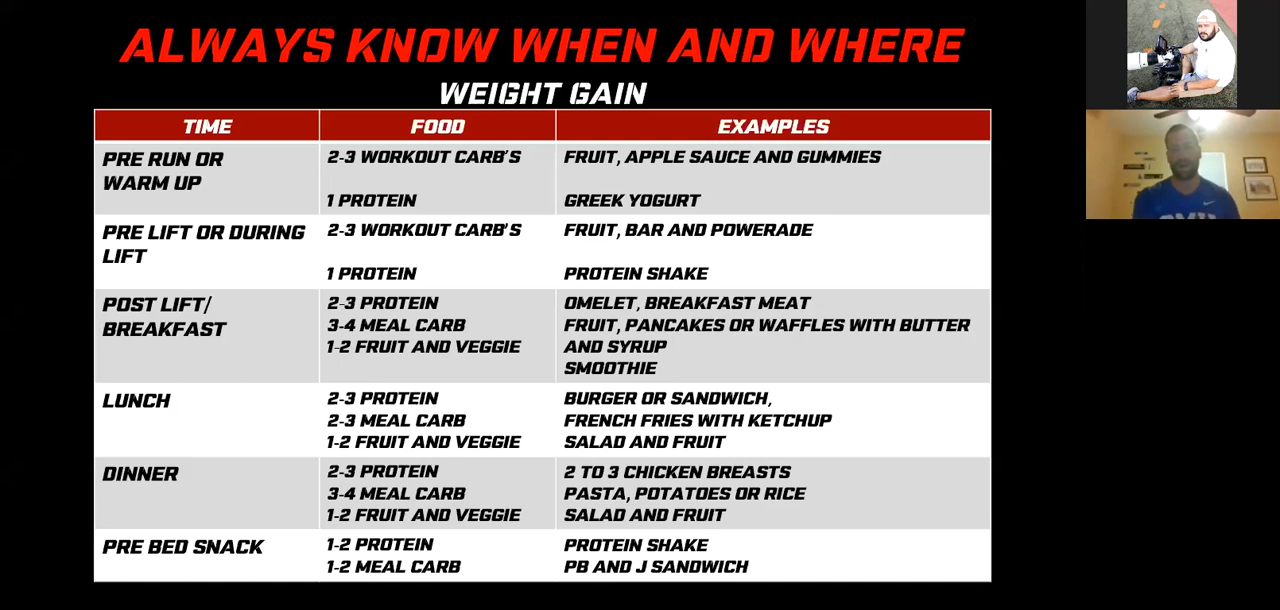 ALWAYS KNOW WHEN AND WHERE
WEIGHT GAIN
TIME FOOD EXAMPLES
PRE RUN OR
WARM UP
2-3 WORKOUT CARB'S
1 PROTEIN
FRUIT, APPLE SAUCE AND GUMMIES
GREEK YOGURT
PRE LIFT OR DURING
LIFT
2-3 WORKOUT CARB'S
1 PROTEIN
FRUIT, BAR AND POWERADE
PROTEIN SHAKE
POST LIFT/
BREAKFAST
2-3 PROTEIN
3-4 MEAL CARB
1-2 FRUIT AND VEGGIE
OMELET, BREAKFAST MEAT
FRUIT, PANCAKES OR WAFFLES WITH BUTTER
AND SYRUP
SMOOTHIE
LUNCH
2-3 PROTEIN
2-3 MEAL CARB
1-2 FRUIT AND VEGGIE
BURGER OR SANDWICH,
FRENCH FRIES WITH KETCHUP
SALAD AND FRUIT
DINNER
2-3 PROTEIN
3-4 MEAL CARB
1-2 FRUIT AND VEGGIE
2 TO 3 CHICKEN BREASTS
PASTA, POTATOES OR RICE
SALAD AND FRUIT
PRE BED SNACK
1-2 PROTEIN
1-2 MEAL CARB
PROTEIN SHAKE
PB AND J SANDWICH